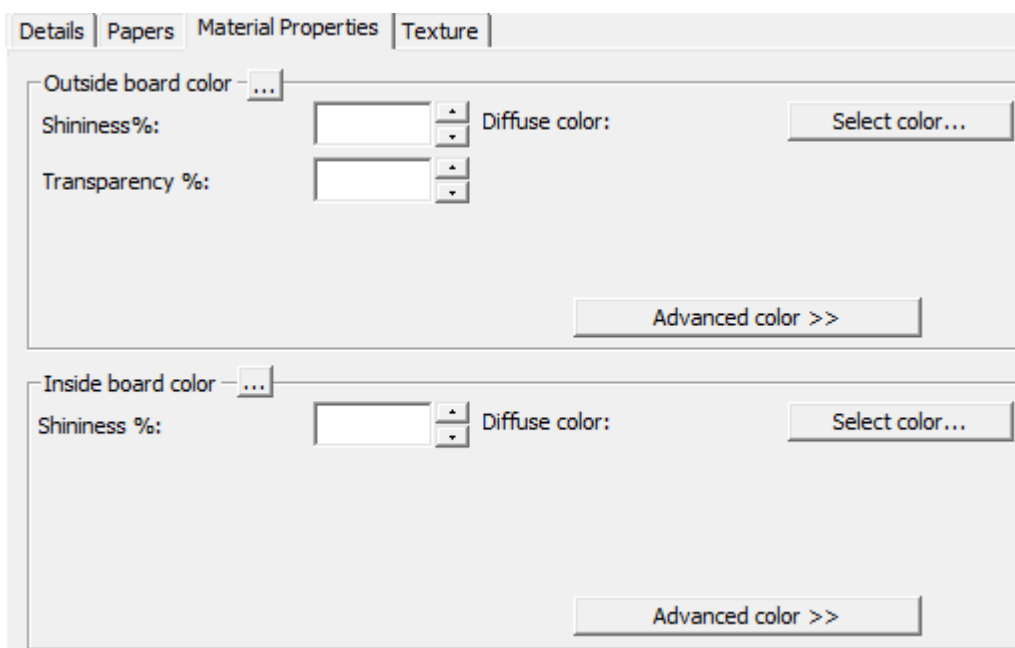 Details Papers Material Properties Texture
Outside board color ...
Shininess%: Diffuse color: Select color...
Transparency %:
Advanced color >>
Inside board color ...
Shininess %: Diffuse color: Select color...
Advanced color >>